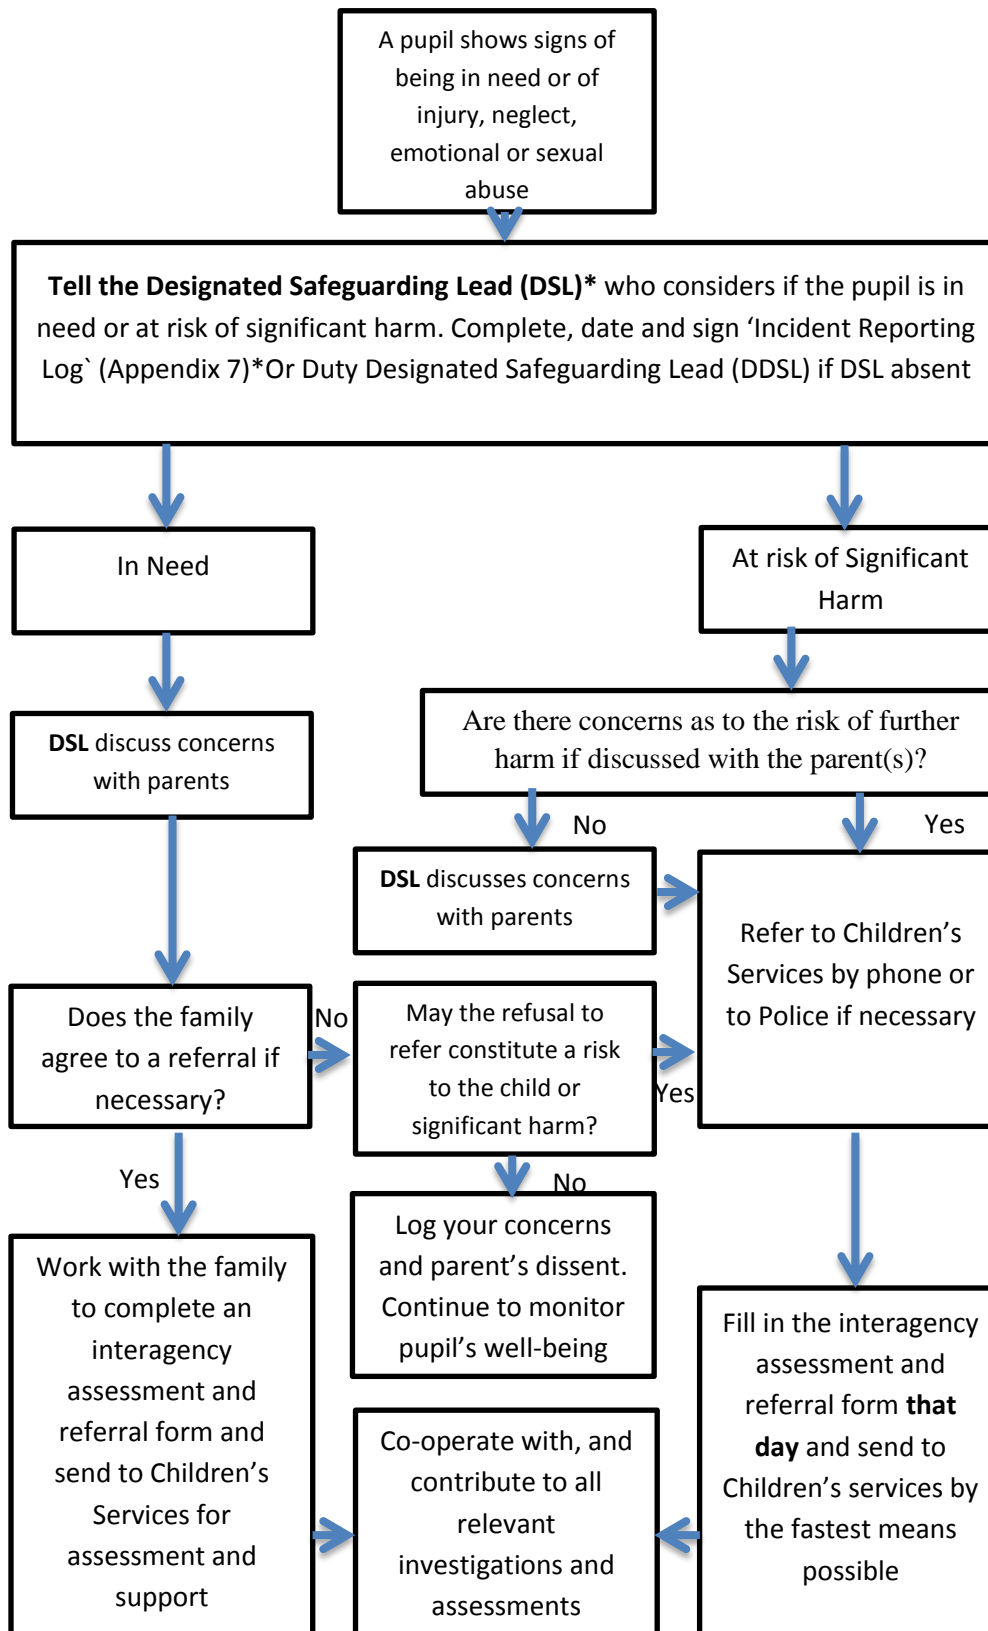 A pupil shows signs of
being in need or of
injury, neglect,
emotional or sexual
abuse
Tell the Designated Safeguarding Lead (DSL)* who considers if the pupil is in
need or at risk of significant harm. Complete, date and sign ‘Incident Reporting
Log` (Appendix 7)*Or Duty Designated Safeguarding Lead (DDSL) if DSL absent
In Need
At risk of Significant
Harm
DSL discuss concerns
with parents
Are there concerns as to the risk of further
harm if discussed with the parent(s)?
No
Yes
DSL discusses concerns
with parents
Refer to Children’s
Services by phone or
to Police if necessary
Does the family
agree to a referral if
necessary?
No
May the refusal to
refer constitute a risk
to the child or
significant harm?
Yes
Yes
No
Log your concerns
and parent’s dissent.
Continue to monitor
pupil’s well-being
Work with the family
to complete an
interagency
assessment and
referral form and
send to Children’s
Services for
assessment and
support
Fill in the interagency
assessment and
referral form that
day and send to
Children’s services by
the fastest means
possible
Co-operate with, and
contribute to all
relevant
investigations and
assessments